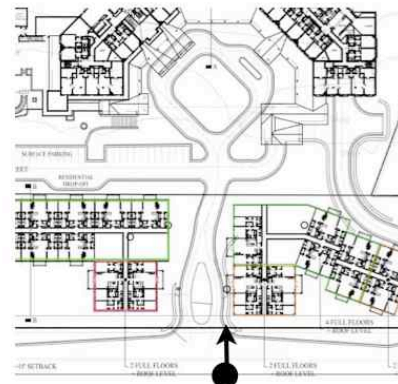 SURFACE PARKING
RESIDENTIAL
DROP-OFF
4 FULL FLOORS
+ ROOF LEVEL
SETBACK
2 FULL FLOORS
+ ROOF LEVEL
2 FULL FLOORS
+ ROOF LEVEL
2